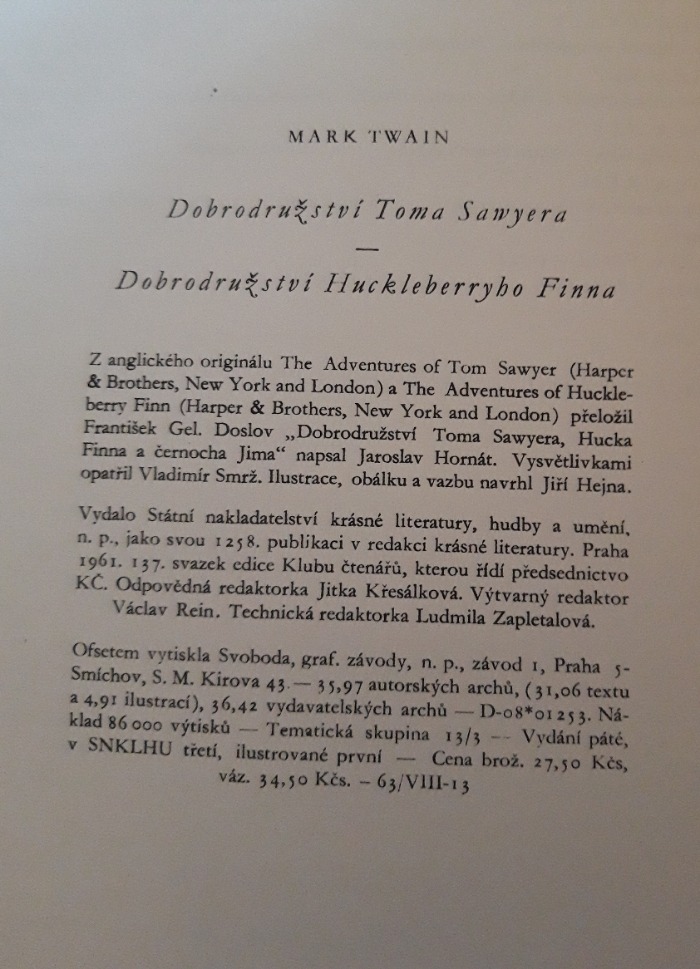 MARK TWAIN
Dobrodružství Toma Sawyera
—
Dobrodružství Huckleberryho Finna
Z anglického originálu The Adventures of Tom Sawyer (Harper
& Brothers, New York and London) a The Adventures of Huckle-
berry Finn (Harper & Brothers, New York and London) přeložil
František Gel. Doslov „Dobrodružství Toma Sawyera, Hucka
Finna a černocha Jima“ napsal Jaroslav Hornát. Vysvětlivkami
opatřil Vladimír Smrž. Ilustrace, obálku a vazbu navrhl Jiří Hejna.
Vydalo Státní nakladatelství krásné literatury, hudby a umění,
n. p., jako svou 1258. publikaci v redakci krásné literatury. Praha
1961. 137. svazek edice Klubu čtenářů, kterou řídí předsednictvo
KČ. Odpovědná redaktorka Jitka Křesálková. Výtvarný redaktor
Václav Rein. Technická redaktorka Ludmila Zapletalová.
Ofsetem vytiskla Svoboda, graf. závody, n. p., závod 1, Praha 5-
Smíchov, S. M. Kirova 43 — 35,97 autorských archů, (31,06 textu
a 4,91 ilustrací), 36,42 vydavatelských archů — D-08*01253. Ná-
klad 86 000 výtisků — Tematická skupina 13/3 — Vydání páté,
v SNKLHU třetí, ilustrované první — Cena brož. 27,50 Kčs,
váz. 34,50 Kčs. – 63/VIII-13